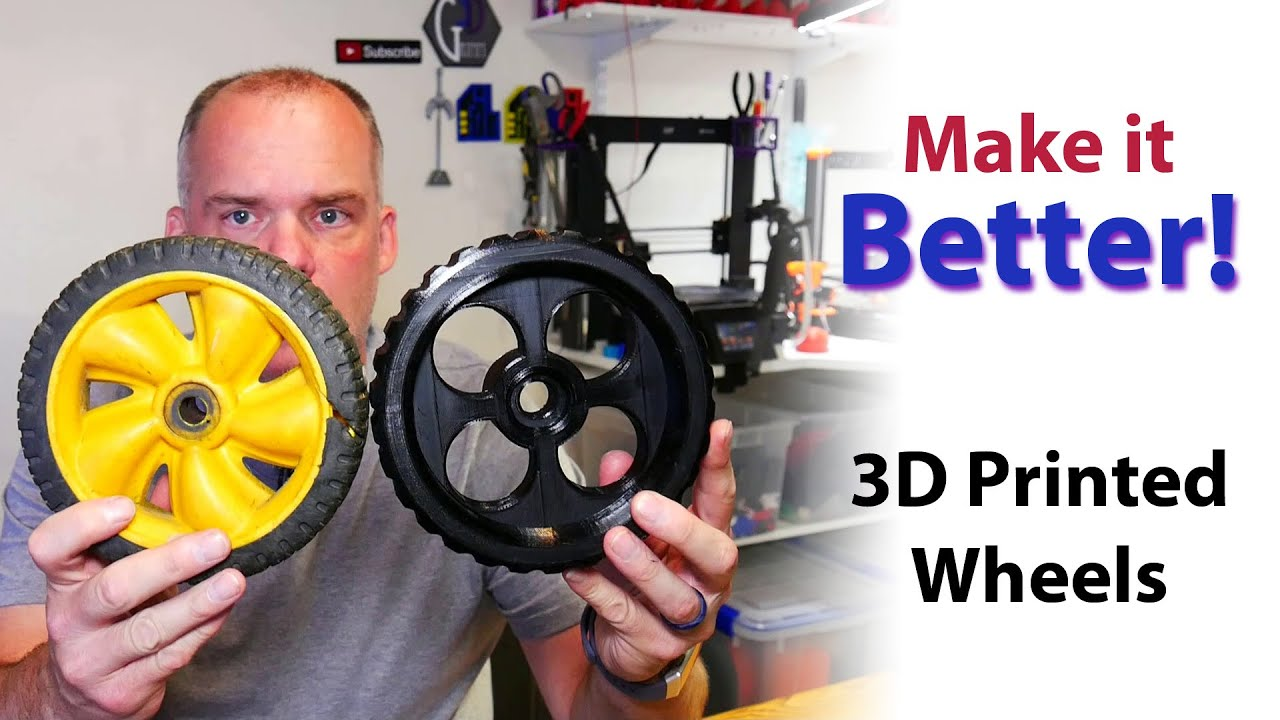 Subscribe
Make it
Better!
3D Printed
Wheels